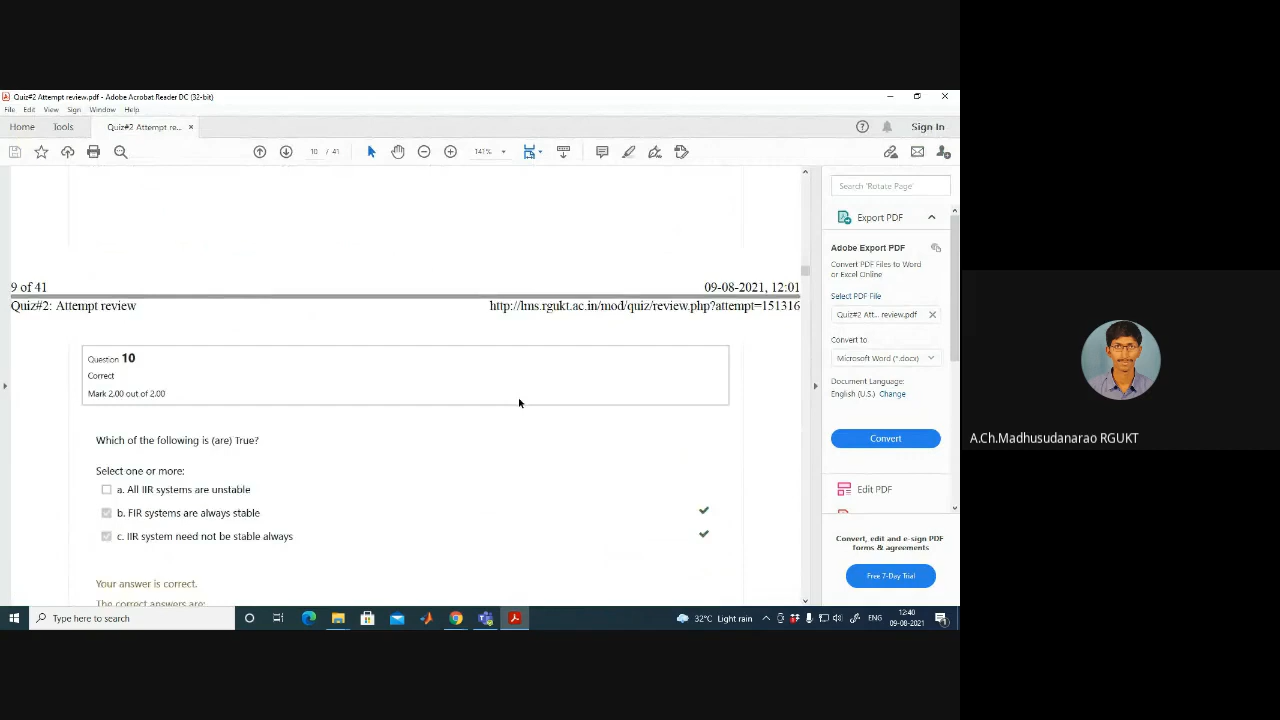 Quiz#2 Attempt review.pdf - Adobe Acrobat Reader DC (32-bit)
File Edit View Sign Window Help
Home Tools Quiz#2 Attempt re... × Sign In
10 / 41 141%
9 of 41 09-08-2021, 12:01
Quiz#2: Attempt review http://lms.rgukt.ac.in/mod/quiz/review.php?attempt=151316
Question 10
Correct
Mark 2.00 out of 2.00
Which of the following is (are) True?
Select one or more:
a. All IIR systems are unstable
b. FIR systems are always stable
c. IIR system need not be stable always
Your answer is correct.
The correct answers are:
Search 'Rotate Page'
Export PDF
Adobe Export PDF
Convert PDF Files to Word
or Excel Online
Select PDF File
Quiz#2 Att... review.pdf
Convert to
Microsoft Word (*.docx)
Document Language:
English (U.S.) Change
Convert
Edit PDF
Convert, edit and e-sign PDF
forms & agreements
Free 7-Day Trial
A.Ch.Madhusudanarao RGUKT
Type here to search
32°C Light rain
ENG
12:40
09-08-2021